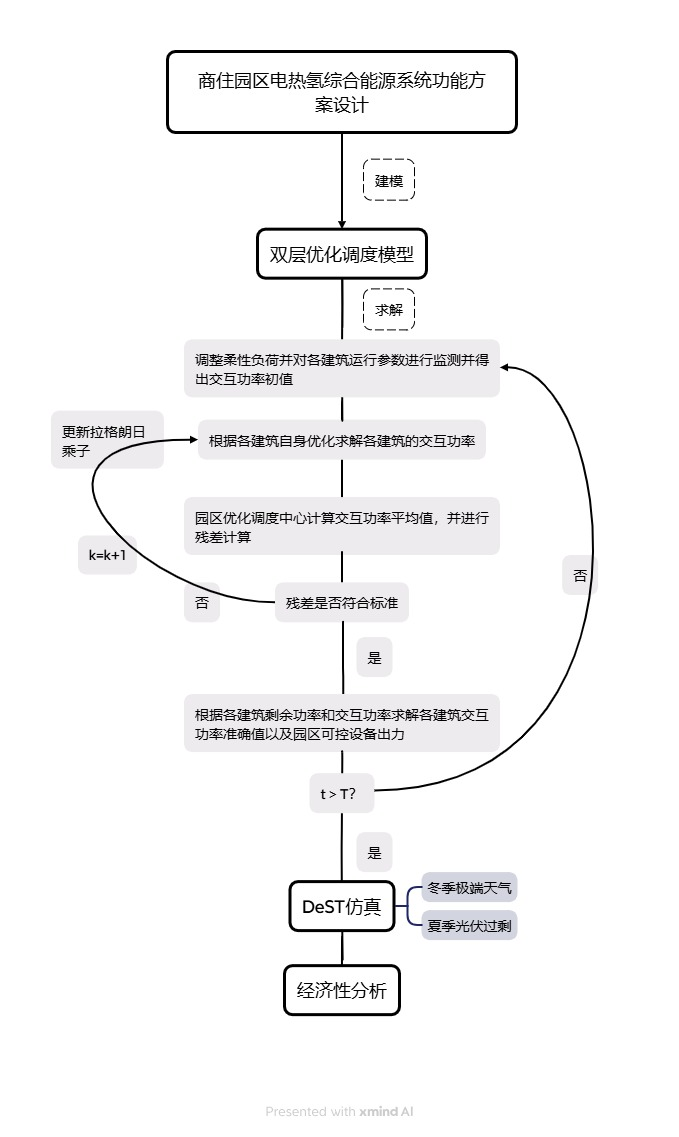 商住园区电热氢综合能源系统功能方
案设计
建模
双层优化调度模型
求解
调整柔性负荷并对各建筑运行参数进行监测并得
出交互功率初值
更新拉格朗日
乘子
根据各建筑自身优化求解各建筑的交互功率
园区优化调度中心计算交互功率平均值，并进行
残差计算
k=k+1
否
否
残差是否符合标准
是
根据各建筑剩余功率和交互功率求解各建筑交互
功率准确值以及园区可控设备出力
t > T？
是
DeST仿真
冬季极端天气
夏季光伏过剩
经济性分析
Presented with xmind AI